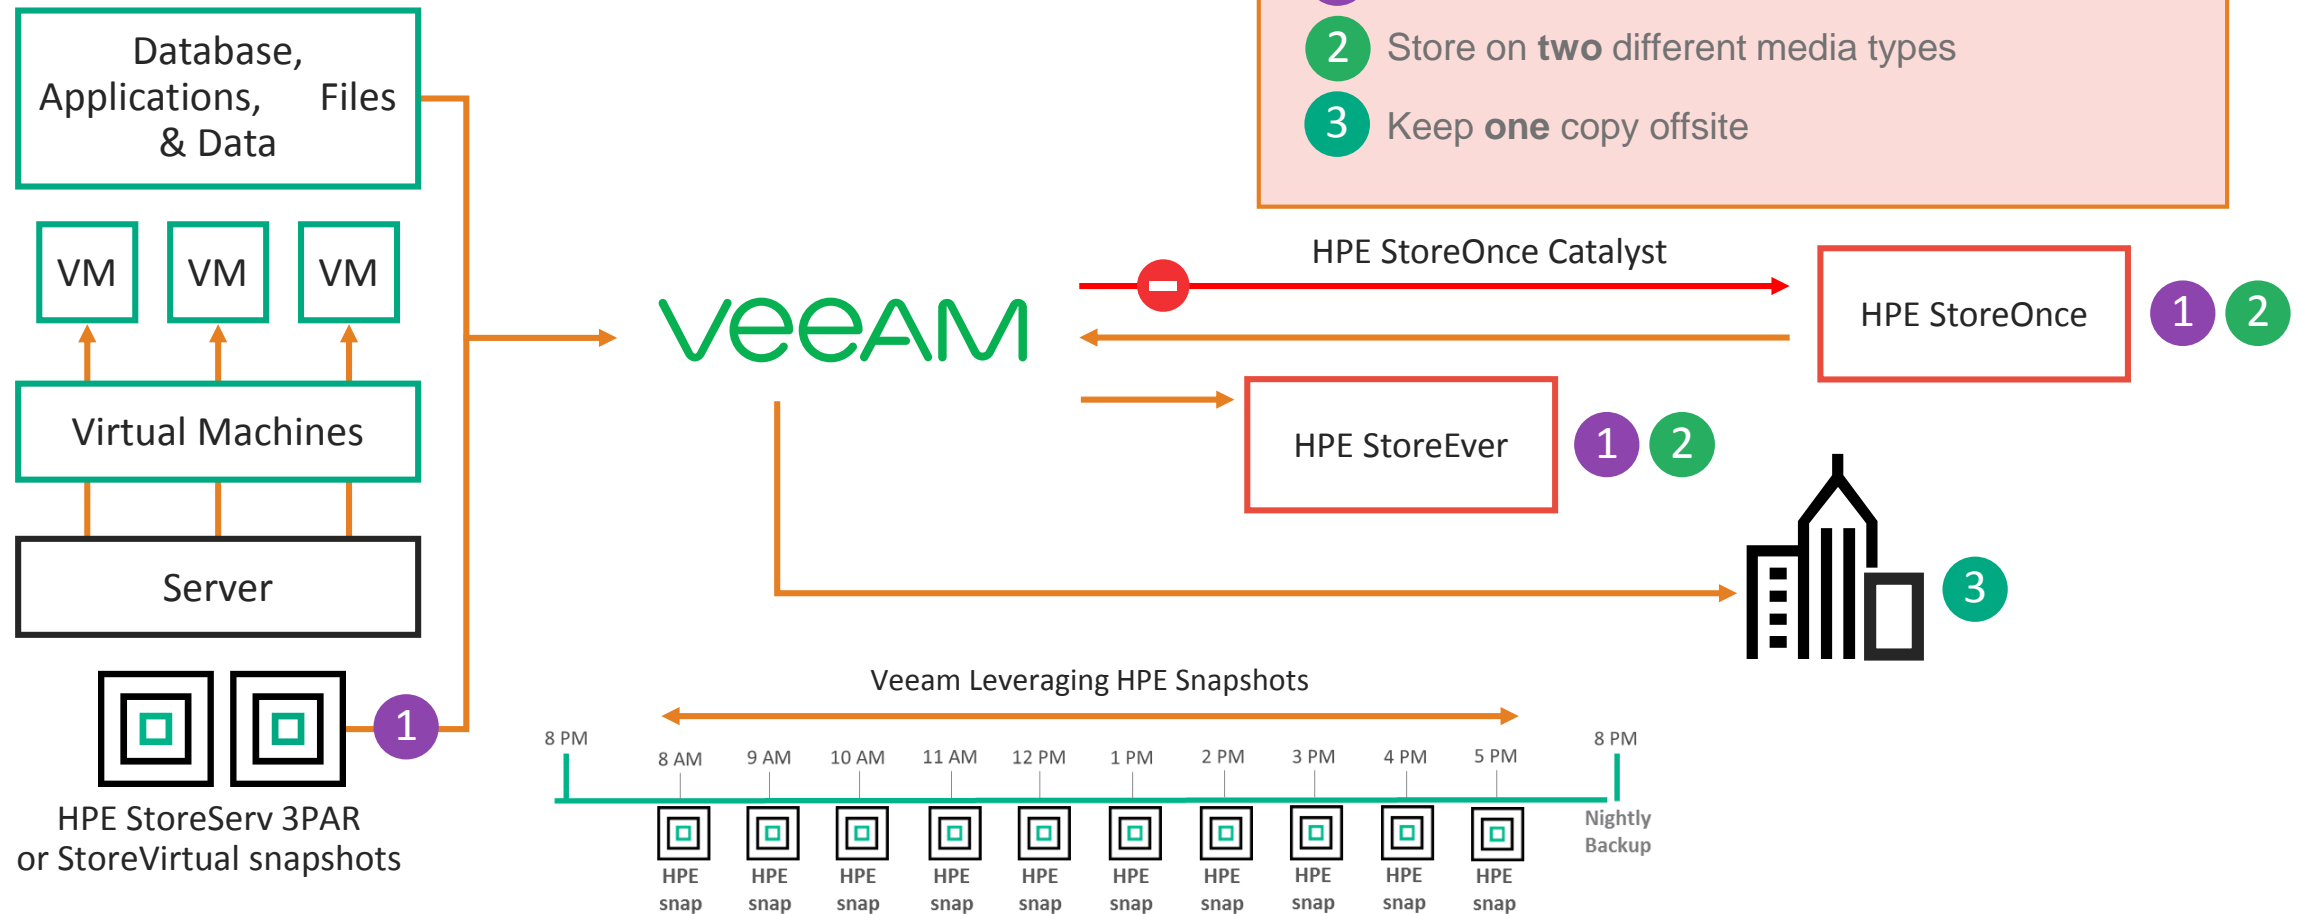 Database,
Applications, Files
& Data
VM VM VM
Virtual Machines
Server
1
HPE StoreServ 3PAR
or StoreVirtual snapshots
2 Store on two different media types
3 Keep one copy offsite
veeAM
HPE StoreOnce Catalyst
HPE StoreOnce
1 2
HPE StoreEver
1 2
3
Veeam Leveraging HPE Snapshots
8 PM 8 AM 9 AM 10 AM 11 AM 12 PM 1 PM 2 PM 3 PM 4 PM 5 PM 8 PM
HPE HPE HPE HPE HPE HPE HPE HPE HPE HPE
snap snap snap snap snap snap snap snap snap snap
Nightly
Backup